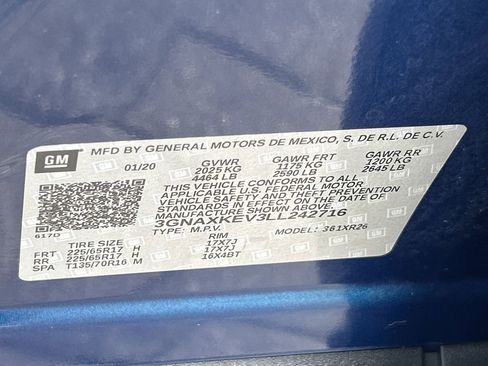 MFD BY GENERAL MOTORS DE MEXICO, S. DE R.L. DE C.V.
GM
01/20 GVWR GAWR FRT GAWR RR
2025 KG 1175 KG 1200 KG
4464 LB 2590 LB 2645 LB
THIS VEHICLE CONFORMS TO ALL
APPLICABLE U.S. FEDERAL MOTOR
VEHICLE SAFETY AND THEFT PREVENTION
STANDARDS IN EFFECT ON THE DATE OF
MANUFACTURE SHOWN ABOVE.
3GNAXKEV3LL242716
617D TYPE: M.P.V. MODEL: 361XR26
TIRE SIZE RIM
FRT 225/65R17 H 17X7J
RR 225/65R17 H 17X7J
SPA T135/70R16 M 16X4BT